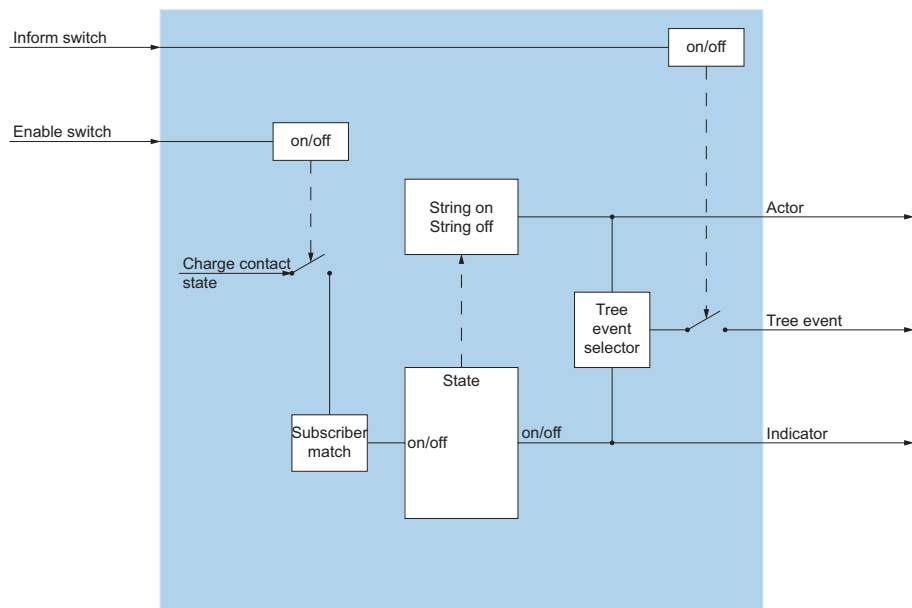 Inform switch
on/off
Enable switch
on/off
String on
String off
Actor
Charge contact
state
Tree
event
selector
Tree event
State
Subscriber
match
on/off
on/off
Indicator